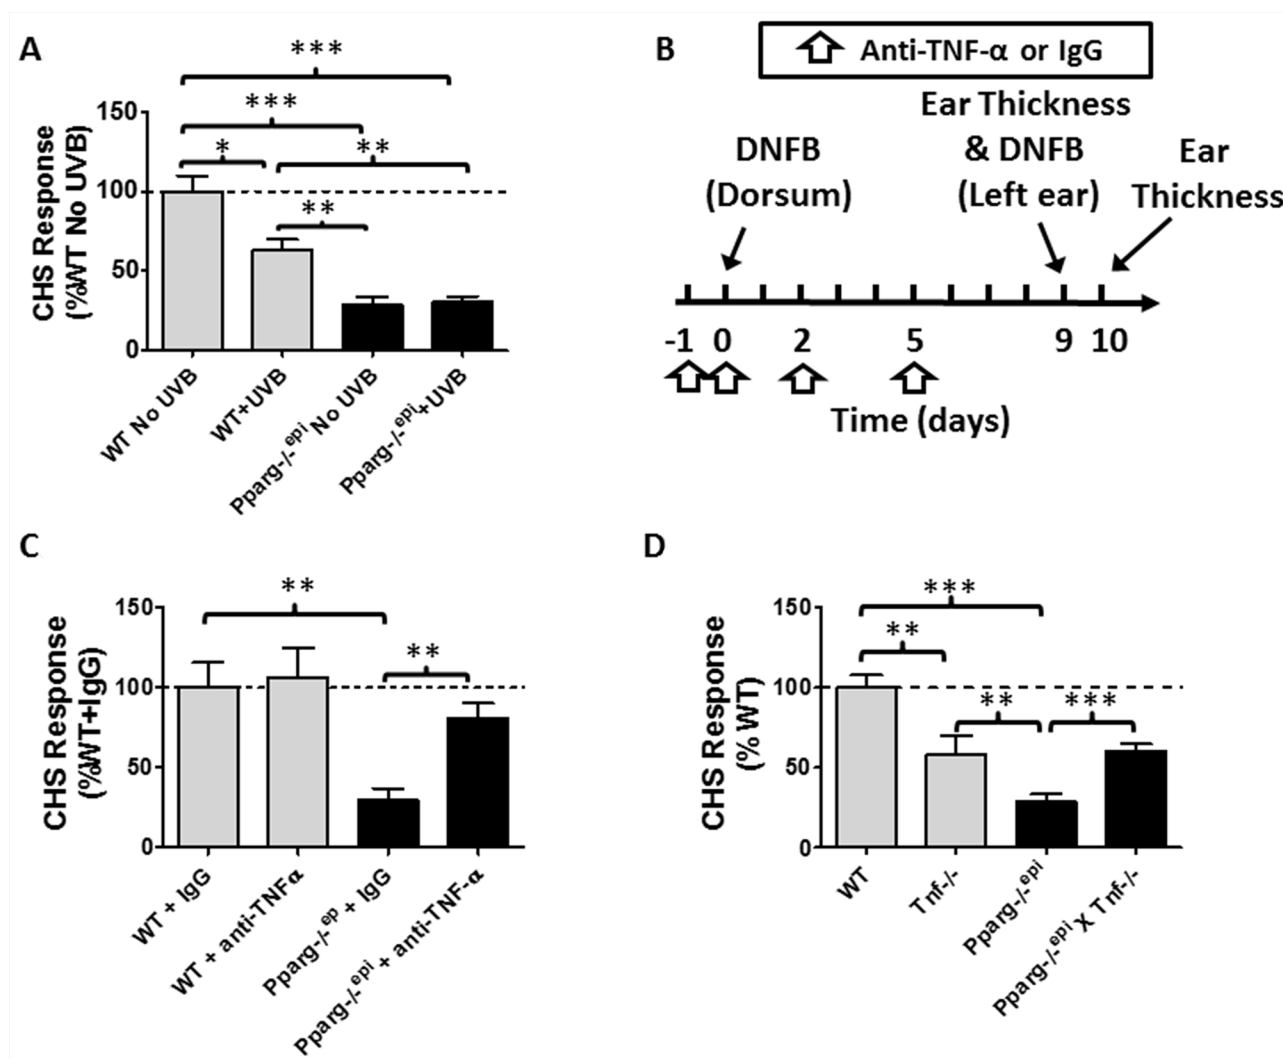 A
***
***
*
**
**
150
100
50
0
CHS Response
(%WT No UVB)
WT No UVB
WT+UVB
Pparg-/-epi No UVB
Pparg-/-epi+UVB
B
Anti-TNF-α or IgG
DNFB
(Dorsum)
Ear Thickness
& DNFB
(Left ear)
Ear
Thickness
-1 0 2 5 9 10
Time (days)
C
**
**
150
100
50
0
CHS Response
(%WT+IgG)
WT + IgG
WT + anti-TNFα
Pparg-/-ep + IgG
Pparg-/-epi + anti-TNF-α
D
***
**
**
***
150
100
50
0
CHS Response
(% WT)
WT
Tnf-/-
Pparg-/-epi
Pparg-/-epi X Tnf-/-